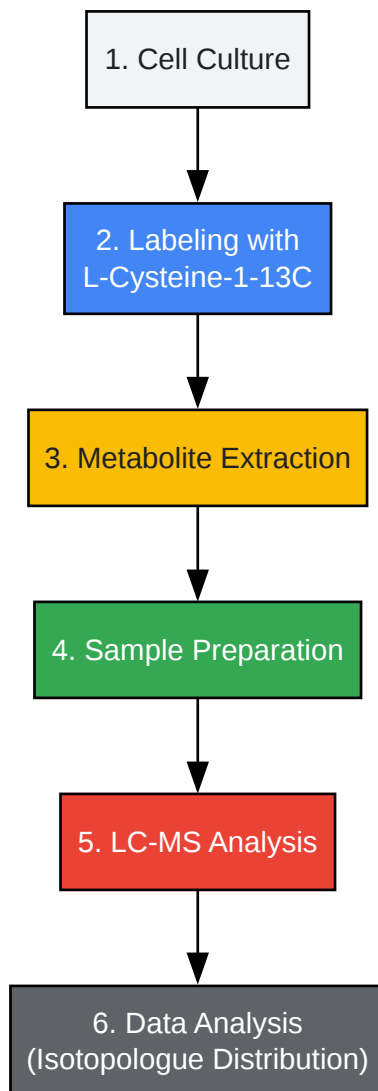 1. Cell Culture
2. Labeling with
L-Cysteine-1-13C
3. Metabolite Extraction
4. Sample Preparation
5. LC-MS Analysis
6. Data Analysis
(Isotopologue Distribution)